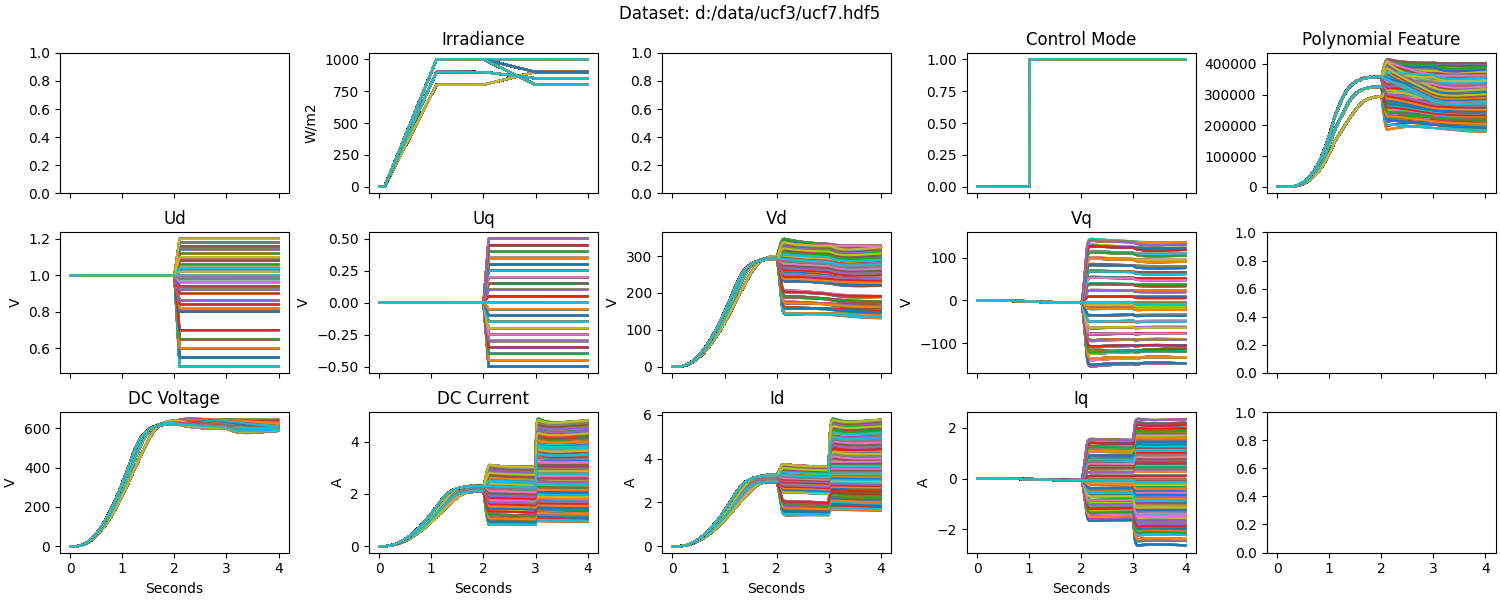 Dataset: d:/data/ucf3/ucf7.hdf5
1.0
0.8
0.6
0.4
0.2
0.0
Irradiance
W/m2
1000
750
500
250
0
1.0
0.8
0.6
0.4
0.2
0.0
Control Mode
1.00
0.75
0.50
0.25
0.00
Polynomial Feature
400000
300000
200000
100000
0
Ud
V
1.2
1.0
0.8
0.6
Uq
V
0.50
0.25
0.00
−0.25
−0.50
Vd
V
300
200
100
0
Vq
V
100
0
−100
1.0
0.8
0.6
0.4
0.2
0.0
DC Voltage
V
600
400
200
0
0 1 2 3 4
Seconds
DC Current
A
4
2
0
0 1 2 3 4
Seconds
Id
A
6
4
2
0
0 1 2 3 4
Seconds
Iq
A
2
0
−2
0 1 2 3 4
Seconds
1.0
0.8
0.6
0.4
0.2
0.0
0 1 2 3 4